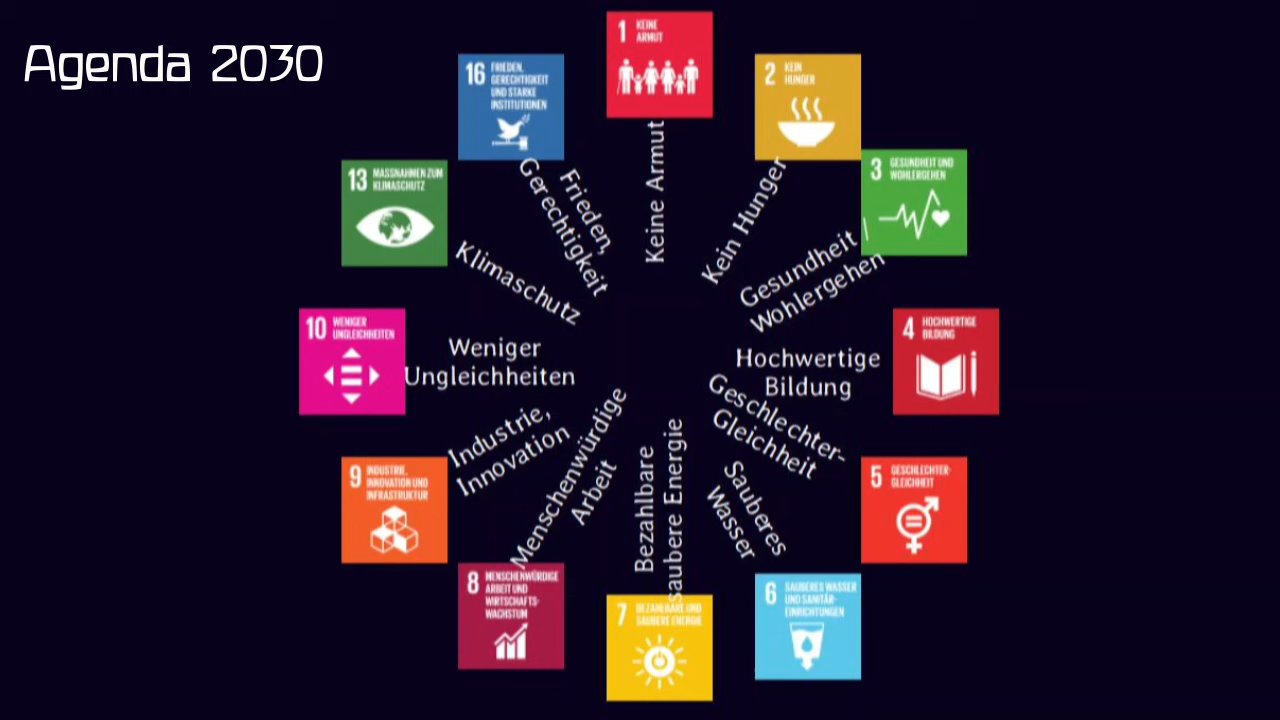 Agenda 2030
1 KEINE
ARMUT
Keine Armut
2 KEIN
HUNGER
Kein Hunger
3 GESUNDHEIT UND
WOHLERGEHEN
Gesundheit /
Wohlergehen
4 HOCHWERTIGE
BILDUNG
Hochwertige
Bildung
5 GESCHLECHTER-
GLEICHHEIT
Geschlechter-
Gleichheit
6 SAUBERES WASSER
UND SANITÄR-
EINRICHTUNGEN
Sauberes
Wasser
7 BEZAHLBARE UND
SAUBERE ENERGIE
Bezahlbare
saubere Energie
8 MENSCHENWÜRDIGE
ARBEIT UND
WIRTSCHAFTS-
WACHSTUM
Menschenwürdige
Arbeit
9 INDUSTRIE,
INNOVATION UND
INFRASTRUKTUR
Industrie,
Innovation
10 WENIGER
UNGLEICHHEITEN
Weniger
Ungleichheiten
13 MASSNAHMEN ZUM
KLIMASCHUTZ
Klimaschutz
16 FRIEDEN,
GERECHTIGKEIT
UND STARKE
INSTITUTIONEN
Frieden,
Gerechtigkeit